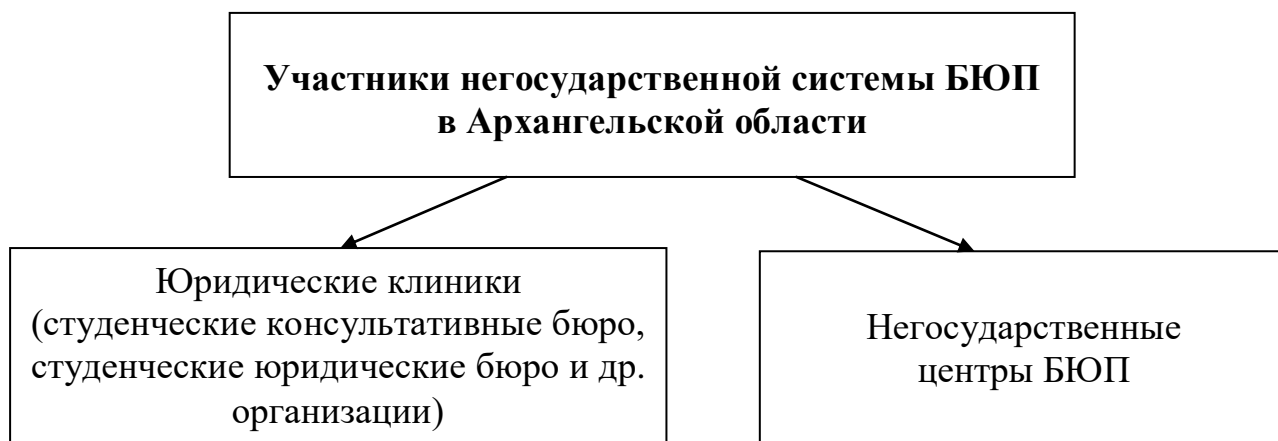 Участники негосударственной системы БЮП
в Архангельской области
Юридические клиники
(студенческие консультативные бюро,
студенческие юридические бюро и др.
организации)
Негосударственные
центры БЮП